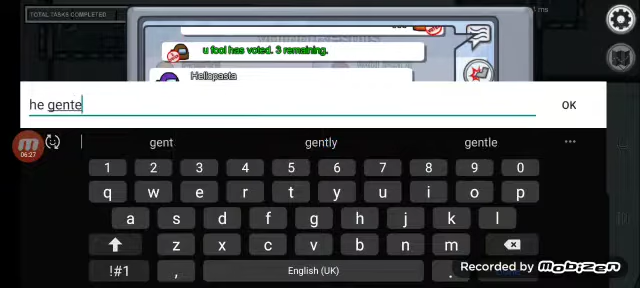 TOTAL TASKS COMPLETED
ms
u fool has voted. 3 remaining.
Hellopasta
he gente
OK
06:27
gent gently gentle
1 2 3 4 5 6 7 8 9 0
q w e r t y u i o p
a s d f g h j k l
z x c v b n m
!#1 , English (UK) .
Recorded by MOBIZEN